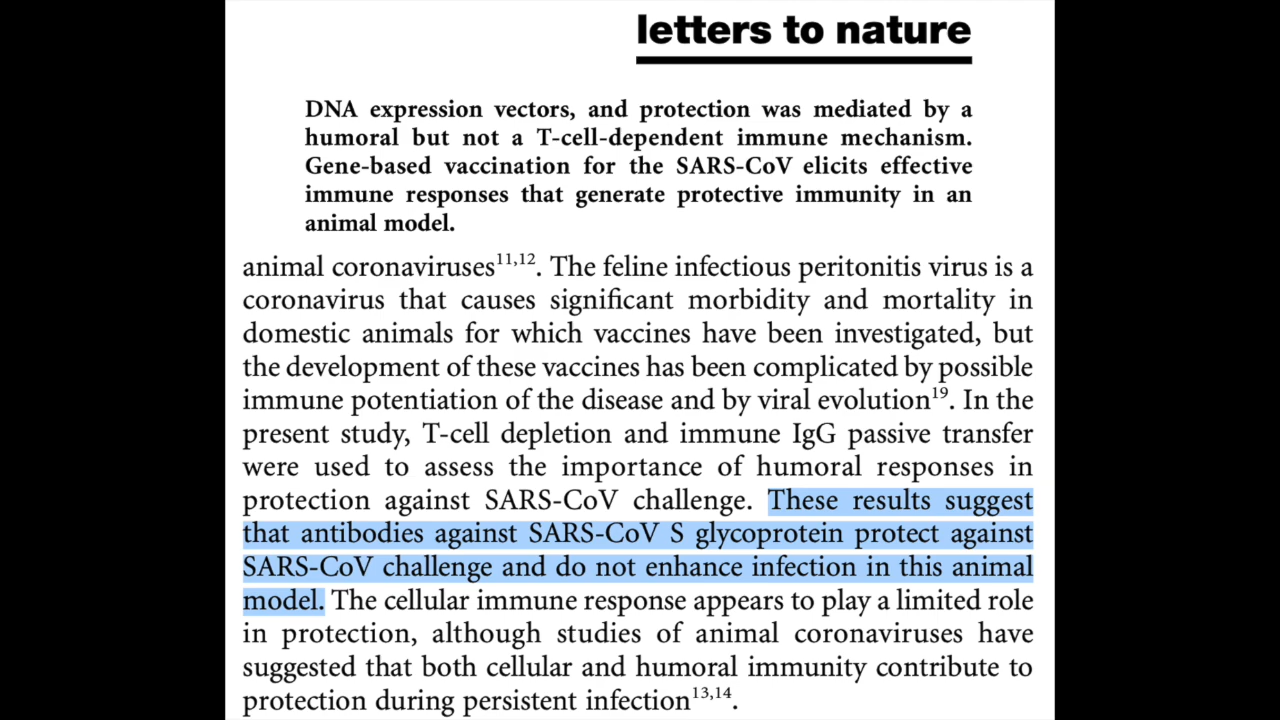 letters to nature
DNA expression vectors, and protection was mediated by a
humoral but not a T-cell-dependent immune mechanism.
Gene-based vaccination for the SARS-CoV elicits effective
immune responses that generate protective immunity in an
animal model.
animal coronaviruses11,12. The feline infectious peritonitis virus is a
coronavirus that causes significant morbidity and mortality in
domestic animals for which vaccines have been investigated, but
the development of these vaccines has been complicated by possible
immune potentiation of the disease and by viral evolution19. In the
present study, T-cell depletion and immune IgG passive transfer
were used to assess the importance of humoral responses in
protection against SARS-CoV challenge. These results suggest
that antibodies against SARS-CoV S glycoprotein protect against
SARS-CoV challenge and do not enhance infection in this animal
model. The cellular immune response appears to play a limited role
in protection, although studies of animal coronaviruses have
suggested that both cellular and humoral immunity contribute to
protection during persistent infection13,14.